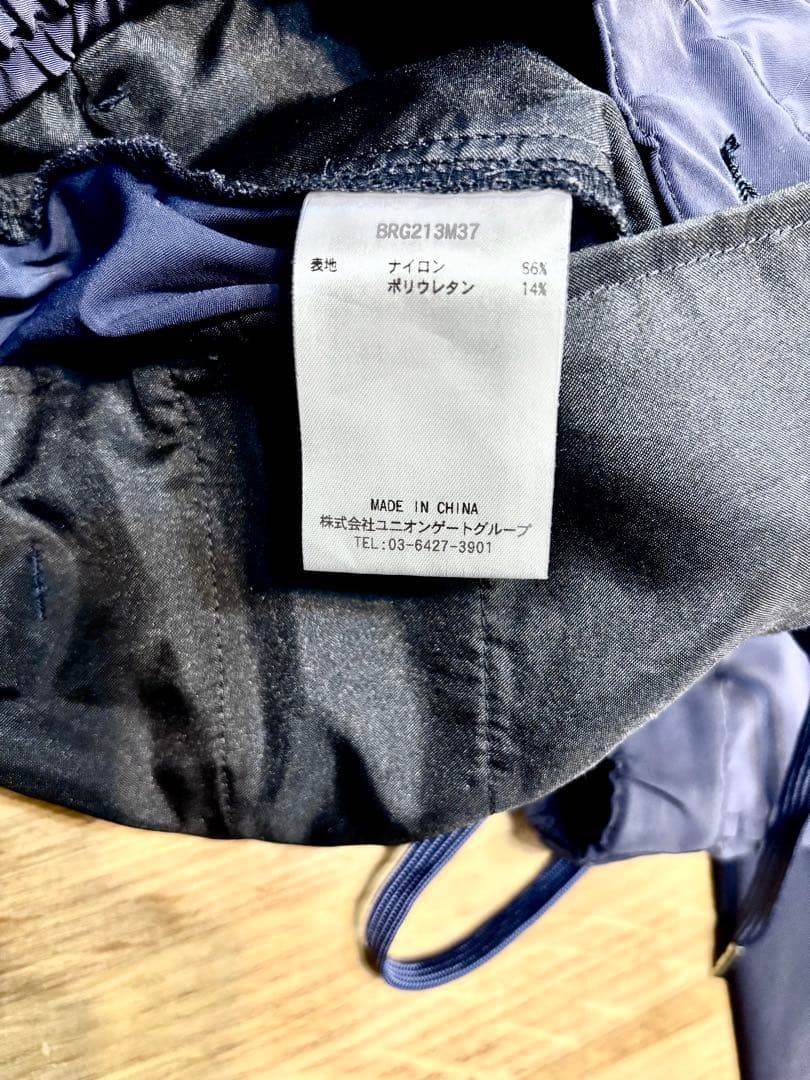 BRG213M37
表地 ナイロン 86%
ポリウレタン 14%
MADE IN CHINA
株式会社ユニオンゲートグループ
TEL:03-6427-3901